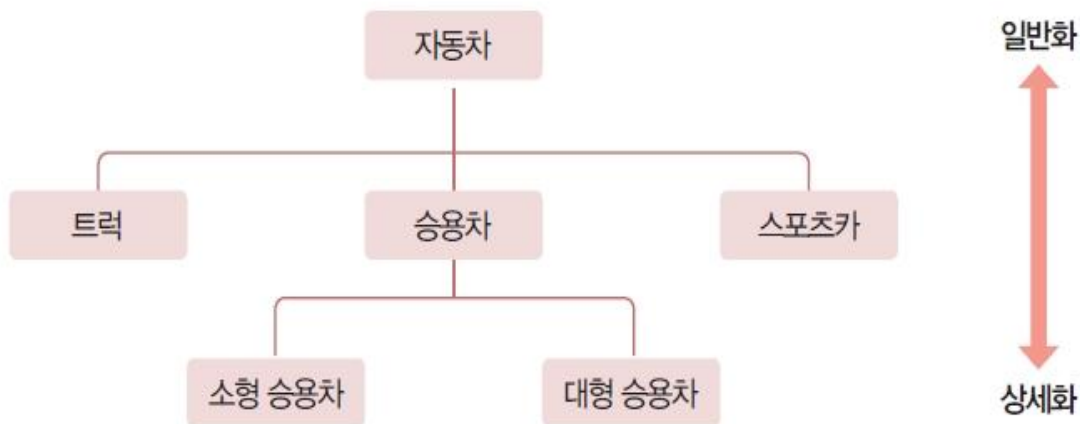 자동차
일반화
트럭
승용차
스포츠카
소형 승용차
대형 승용차
상세화